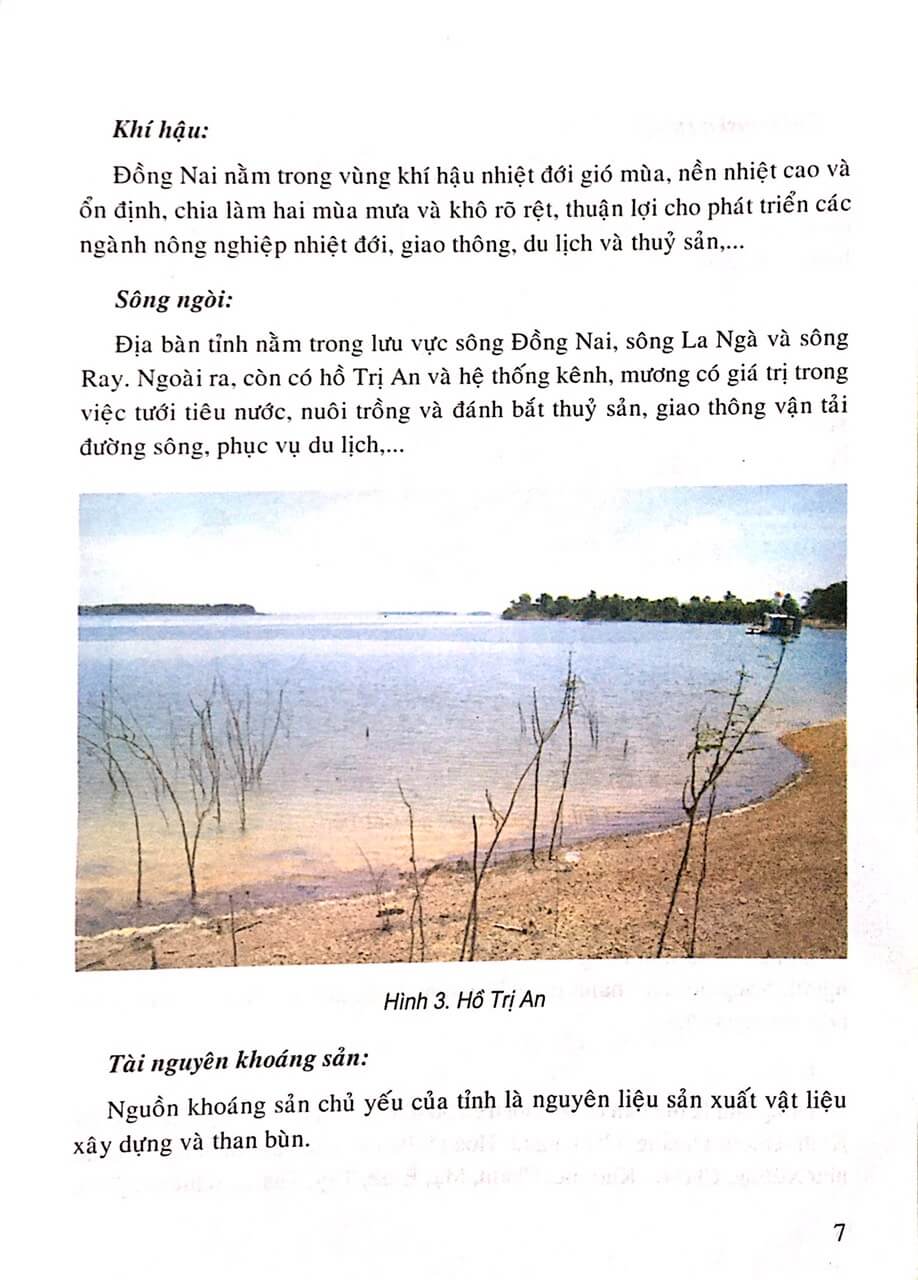 Khí hậu:
Đồng Nai nằm trong vùng khí hậu nhiệt đới gió mùa, nền nhiệt cao và
ổn định, chia làm hai mùa mưa và khô rõ rệt, thuận lợi cho phát triển các
ngành nông nghiệp nhiệt đới, giao thông, du lịch và thuỷ sản,...
Sông ngòi:
Địa bàn tỉnh nằm trong lưu vực sông Đồng Nai, sông La Ngà và sông
Ray. Ngoài ra, còn có hồ Trị An và hệ thống kênh, mương có giá trị trong
việc tưới tiêu nước, nuôi trồng và đánh bắt thuỷ sản, giao thông vận tải
đường sông, phục vụ du lịch,...
Hình 3. Hồ Trị An
Tài nguyên khoáng sản:
Nguồn khoáng sản chủ yếu của tỉnh là nguyên liệu sản xuất vật liệu
xây dựng và than bùn.
7